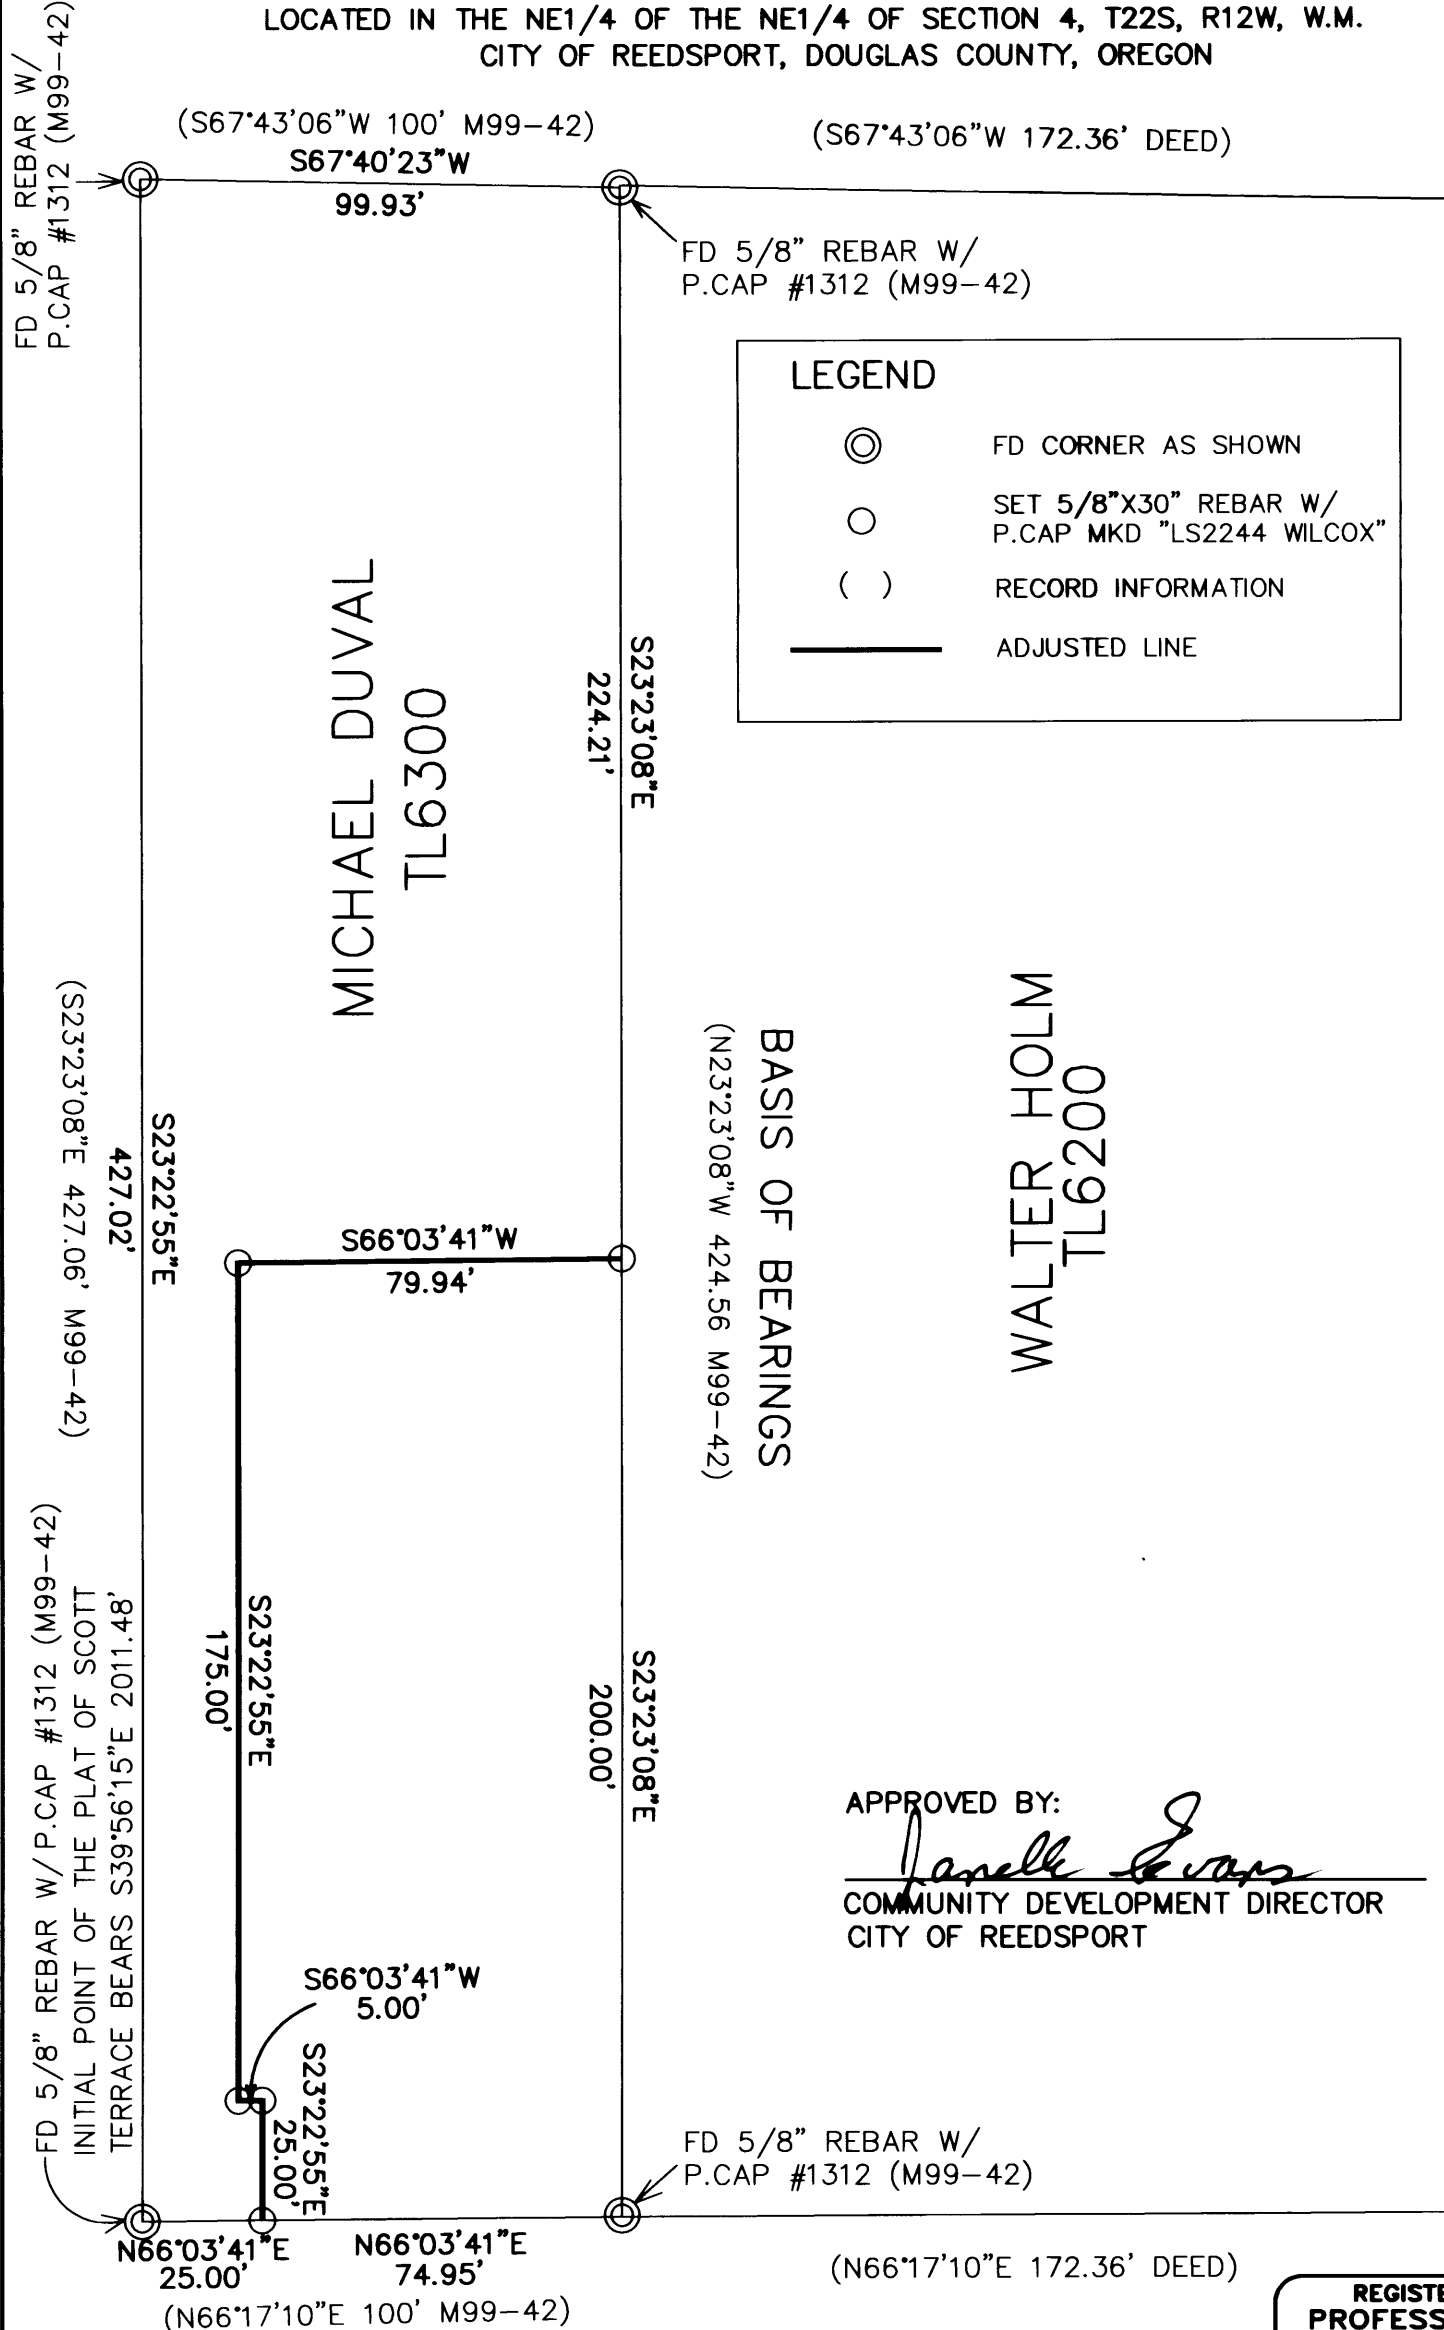 LOCATED IN THE NE1/4 OF THE NE1/4 OF SECTION 4, T22S, R12W, W.M.
CITY OF REEDSPORT, DOUGLAS COUNTY, OREGON
FD 5/8" REBAR W/
P.CAP #1312 (M99-42)
(S67°43'06"W 100' M99-42)
S67°40'23"W
99.93'
(S67°43'06"W 172.36' DEED)
FD 5/8" REBAR W/
P.CAP #1312 (M99-42)
LEGEND
FD CORNER AS SHOWN
SET 5/8"X30" REBAR W/
P.CAP MKD "LS2244 WILCOX"
( ) RECORD INFORMATION
ADJUSTED LINE
MICHAEL DUVAL
TL6300
S23°23'08"E
224.21'
WALTER HOLM
TL6200
BASIS OF BEARINGS
(N23°23'08"W 424.56 M99-42)
S23°22'55"E
427.02'
(S23°23'08"E 427.06' M99-42)
S66°03'41"W
79.94'
S23°22'55"E
175.00'
S23°23'08"E
200.00'
FD 5/8" REBAR W/ P.CAP #1312 (M99-42)
INITIAL POINT OF THE PLAT OF SCOTT
TERRACE BEARS S39°56'15"E 2011.48'
APPROVED BY:
Janelle Evans
COMMUNITY DEVELOPMENT DIRECTOR
CITY OF REEDSPORT
S66°03'41"W
5.00'
S23°22'55"E
25.00'
FD 5/8" REBAR W/
P.CAP #1312 (M99-42)
N66°03'41"E
25.00'
N66°03'41"E
74.95'
(N66°17'10"E 100' M99-42)
(N66°17'10"E 172.36' DEED)
REGISTE
PROFESS